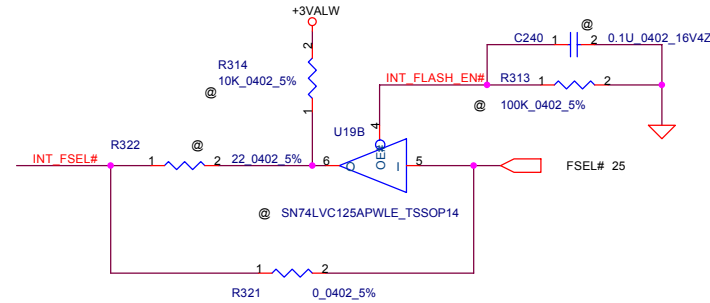 +3VALW
@
C240 1 2 0.1U_0402_16V4Z
R314
10K_0402_5%
2
@
1
INT_FLASH_EN# R313 1 2
@ 100K_0402_5%
U19B
4
OE#
R322 @
INT_FSEL# 1 2 22_0402_5% 6 O I 5 FSEL# 25
@ SN74LVC125APWLE_TSSOP14
1 2
R321 0_0402_5%